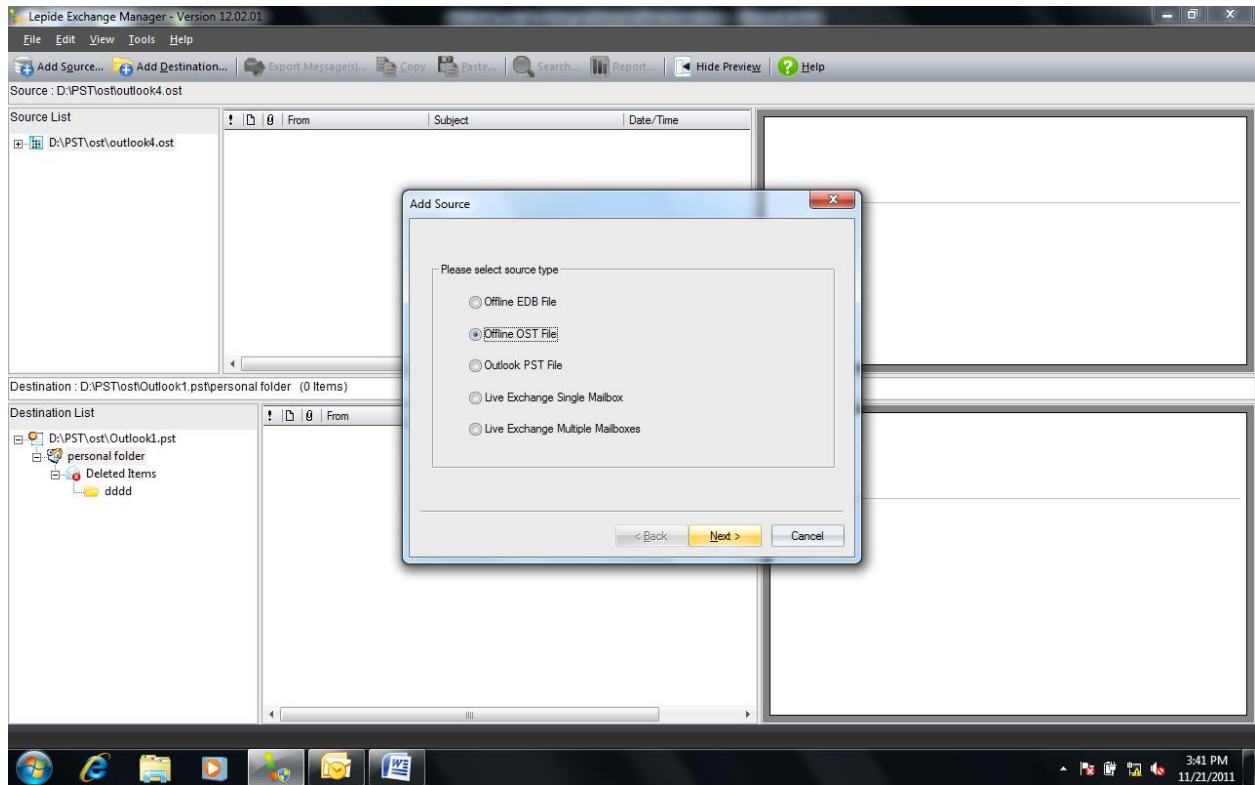 Lepide Exchange Manager - Version 12.02.01
File Edit View Tools Help
Add Source... Add Destination... Export Message(s)... Copy Paste... Search... Report... Hide Preview Help
Source : D:\PST\ost\outlook4.ost
Source List
! From Subject Date/Time
D:\PST\ost\outlook4.ost
Add Source
Please select source type
Offline EDB File
Offline OST File
Outlook PST File
Live Exchange Single Mailbox
Live Exchange Multiple Mailboxes
< Back Next > Cancel
Destination : D:\PST\ost\Outlook1.pst\personal folder (0 Items)
Destination List
! From
D:\PST\ost\Outlook1.pst
personal folder
Deleted Items
dddd
3:41 PM
11/21/2011